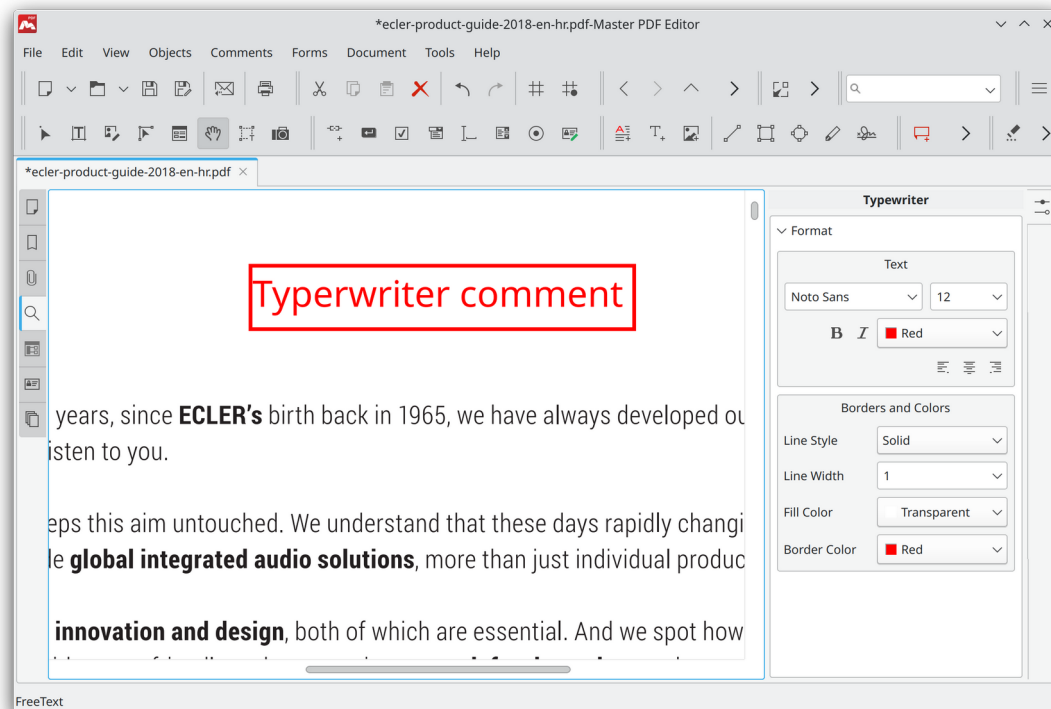 *ecler-product-guide-2018-en-hr.pdf-Master PDF Editor
File Edit View Objects Comments Forms Document Tools Help
*ecler-product-guide-2018-en-hr.pdf
Typerwriter comment
years, since ECLER’s birth back in 1965, we have always developed ou
isten to you.
eps this aim untouched. We understand that these days rapidly changi
le global integrated audio solutions, more than just individual produc
innovation and design, both of which are essential. And we spot how
Typewriter
Format
Text
Noto Sans 12
B I Red
Borders and Colors
Line Style Solid
Line Width 1
Fill Color Transparent
Border Color Red
FreeText